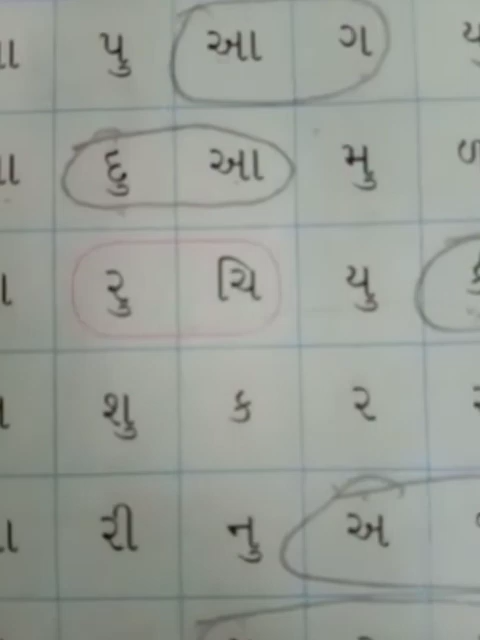 પુ આ ગ
દુ આ મુ
રુ ચિ યુ
શુ ક ર
રી નુ અ